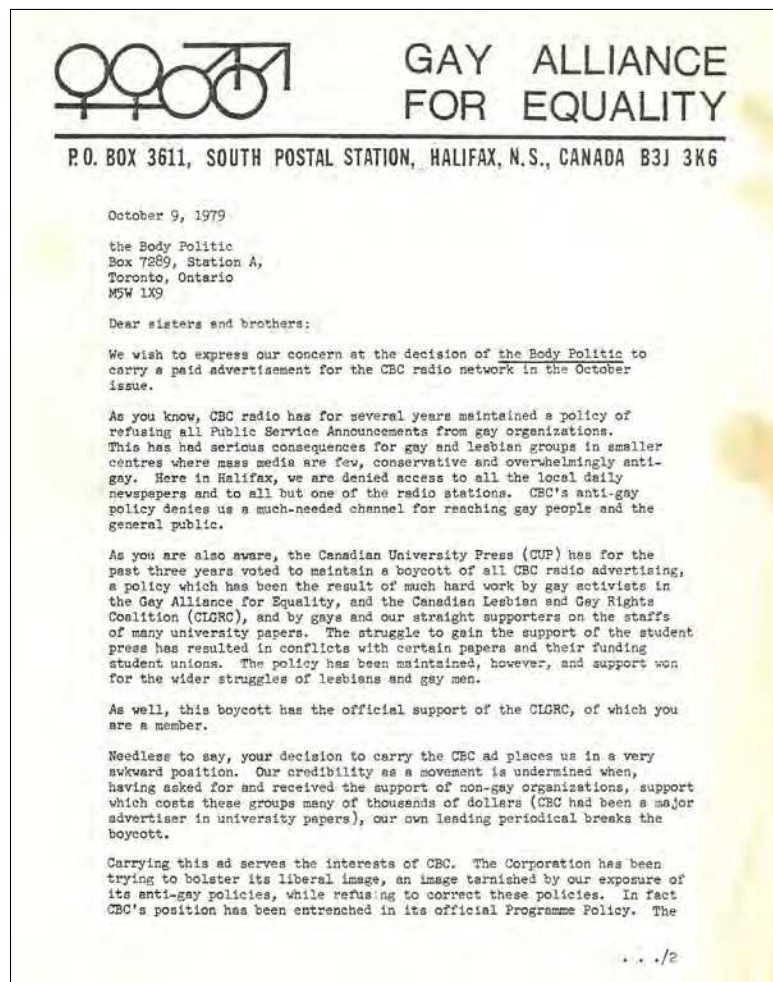 GAY ALLIANCE
FOR EQUALITY
P.O. BOX 3611, SOUTH POSTAL STATION, HALIFAX, N.S., CANADA B3J 3K6
October 9, 1979
the Body Politic
Box 7289, Station A,
Toronto, Ontario
M5W 1X9
Dear sisters and brothers:
We wish to express our concern at the decision of the Body Politic to
carry a paid advertisement for the CBC radio network in the October
issue.
As you know, CBC radio has for several years maintained a policy of
refusing all Public Service Announcements from gay organizations.
This has had serious consequences for gay and lesbian groups in smaller
centres where mass media are few, conservative and overwhelmingly anti-
gay. Here in Halifax, we are denied access to all the local daily
newspapers and to all but one of the radio stations. CBC's anti-gay
policy denies us a much-needed channel for reaching gay people and the
general public.
As you are also aware, the Canadian University Press (CUP) has for the
past three years voted to maintain a boycott of all CBC radio advertising,
a policy which has been the result of much hard work by gay activists in
the Gay Alliance for Equality, and the Canadian Lesbian and Gay Rights
Coalition (CLGRC), and by gays and our straight supporters on the staffs
of many university papers. The struggle to gain the support of the student
press has resulted in conflicts with certain papers and their funding
student unions. The policy has been maintained, however, and support won
for the wider struggles of lesbians and gay men.
As well, this boycott has the official support of the CLGRC, of which you
are a member.
Needless to say, your decision to carry the CBC ad places us in a very
awkward position. Our credibility as a movement is undermined when,
having asked for and received the support of non-gay organizations, support
which costs these groups many of thousands of dollars (CBC had been a major
advertiser in university papers), our own leading periodical breaks the
boycott.
Carrying this ad serves the interests of CBC. The Corporation has been
trying to bolster its liberal image, an image tarnished by our exposure of
its anti-gay policies, while refusing to correct these policies. In fact
CBC's position has been entrenched in its official Programme Policy. The
. . ./2